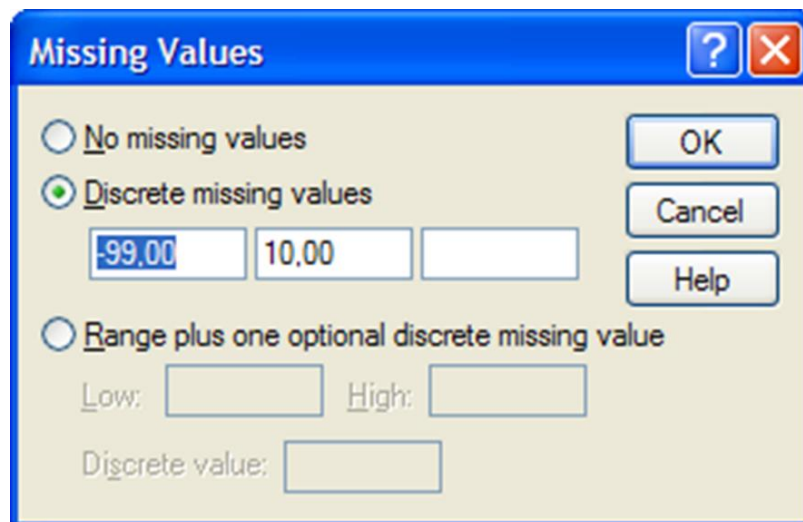 Missing Values
No missing values
OK
Discrete missing values
Cancel
-99,00 10,00
Help
Range plus one optional discrete missing value
Low: High:
Discrete value: